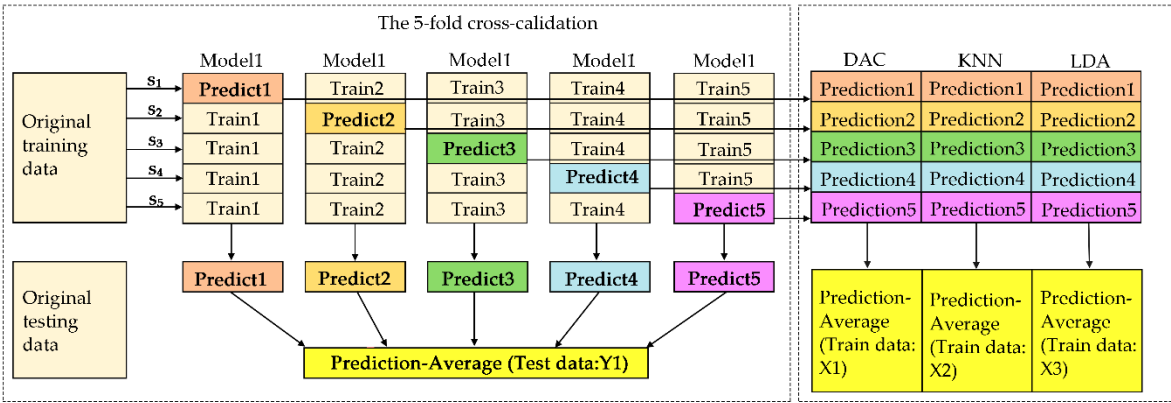 The 5-fold cross-calidation
Model1 Model1 Model1 Model1 Model1
DAC KNN LDA
Original
training
data
s1 Predict1 Train2 Train3 Train4 Train5 Prediction1 Prediction1 Prediction1
s2 Train1 Predict2 Train3 Train4 Train5 Prediction2 Prediction2 Prediction2
s3 Train1 Train2 Predict3 Train4 Train5 Prediction3 Prediction3 Prediction3
s4 Train1 Train2 Train3 Predict4 Train5 Prediction4 Prediction4 Prediction4
s5 Train1 Train2 Train3 Train4 Predict5 Prediction5 Prediction5 Prediction5
Original
testing
data
Predict1 Predict2 Predict3 Predict4 Predict5
Prediction-Average (Test data:Y1)
Prediction-
Average
(Train data:
X1)
Prediction-
Average
(Train data:
X2)
Prediction-
Average
(Train data:
X3)